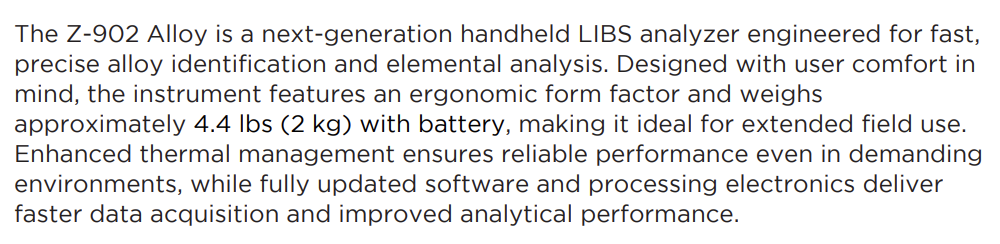 The Z-902 Alloy is a next-generation handheld LIBS analyzer engineered for fast,
precise alloy identification and elemental analysis. Designed with user comfort in
mind, the instrument features an ergonomic form factor and weighs
approximately 4.4 lbs (2 kg) with battery, making it ideal for extended field use.
Enhanced thermal management ensures reliable performance even in demanding
environments, while fully updated software and processing electronics deliver
faster data acquisition and improved analytical performance.